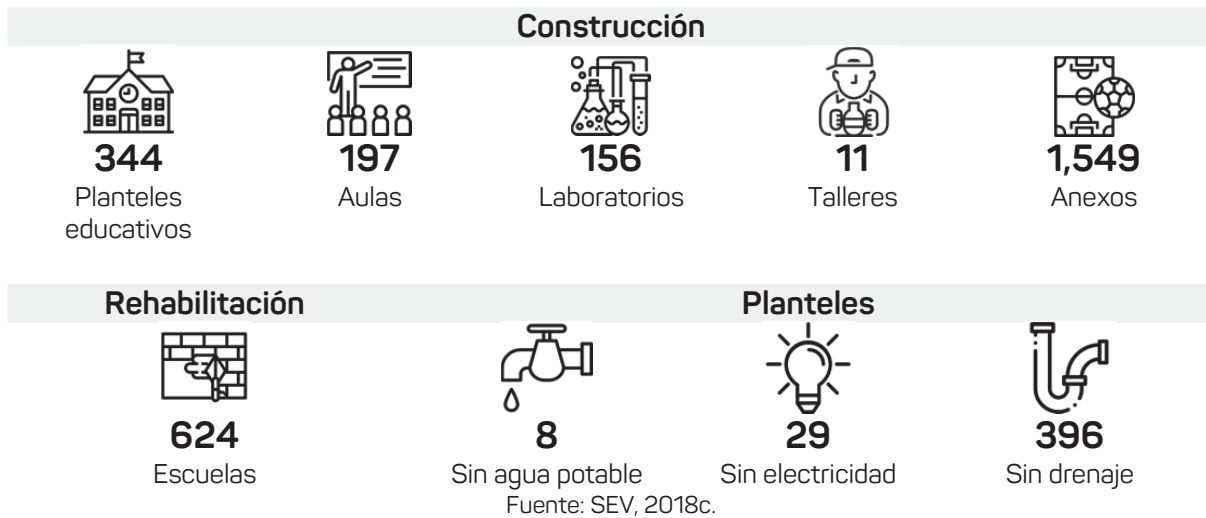 Construcción
344
Planteles
educativos
197
Aulas
156
Laboratorios
11
Talleres
1,549
Anexos
Rehabilitación
Planteles
624
Escuelas
8
Sin agua potable
29
Sin electricidad
396
Sin drenaje
Fuente: SEV, 2018c.